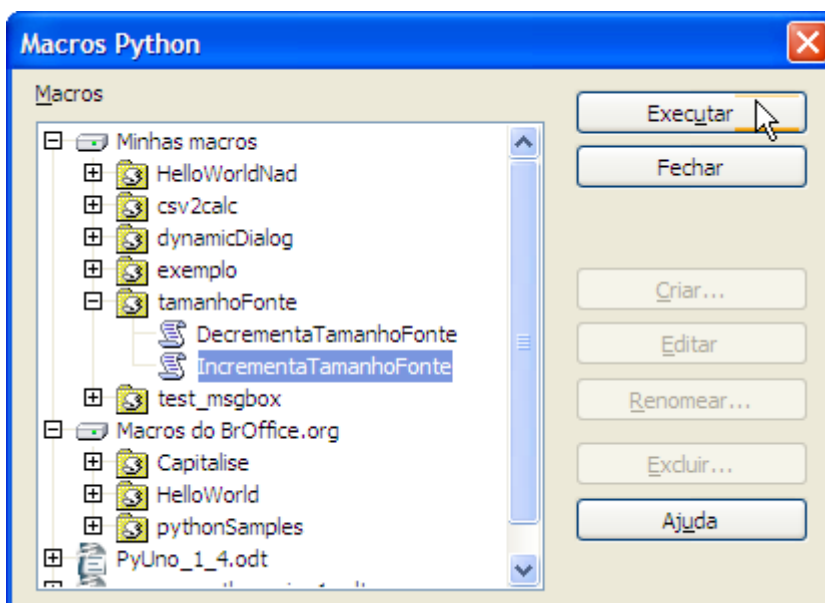 Macros Python
Macros
Minhas macros
HelloWorldNad
csv2calc
dynamicDialog
exemplo
tamanhoFonte
DecrementaTamanhoFonte
IncrementaTamanhoFonte
test_msgbox
Macros do BrOffice.org
Capitalise
HelloWorld
pythonSamples
PyUno_1_4.odt
Executar
Fechar
Criar...
Editar
Renomear...
Excluir...
Ajuda